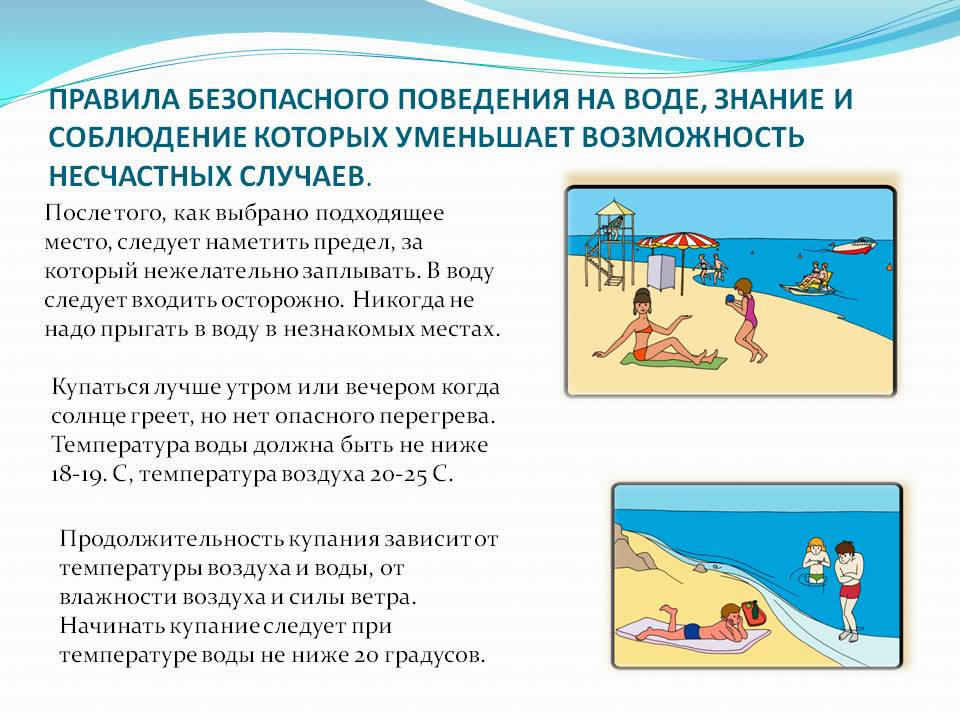 ПРАВИЛА БЕЗОПАСНОГО ПОВЕДЕНИЯ НА ВОДЕ, ЗНАНИЕ И
СОБЛЮДЕНИЕ КОТОРЫХ УМЕНЬШАЕТ ВОЗМОЖНОСТЬ
НЕСЧАСТНЫХ СЛУЧАЕВ.
После того, как выбрано подходящее
место, следует наметить предел, за
который нежелательно заплывать. В воду
следует входить осторожно. Никогда не
надо прыгать в воду в незнакомых местах.
Купаться лучше утром или вечером когда
солнце греет, но нет опасного перегрева.
Температура воды должна быть не ниже
18-19. С, температура воздуха 20-25 С.
Продолжительность купания зависит от
температуры воздуха и воды, от
влажности воздуха и силы ветра.
Начинать купание следует при
температуре воды не ниже 20 градусов.